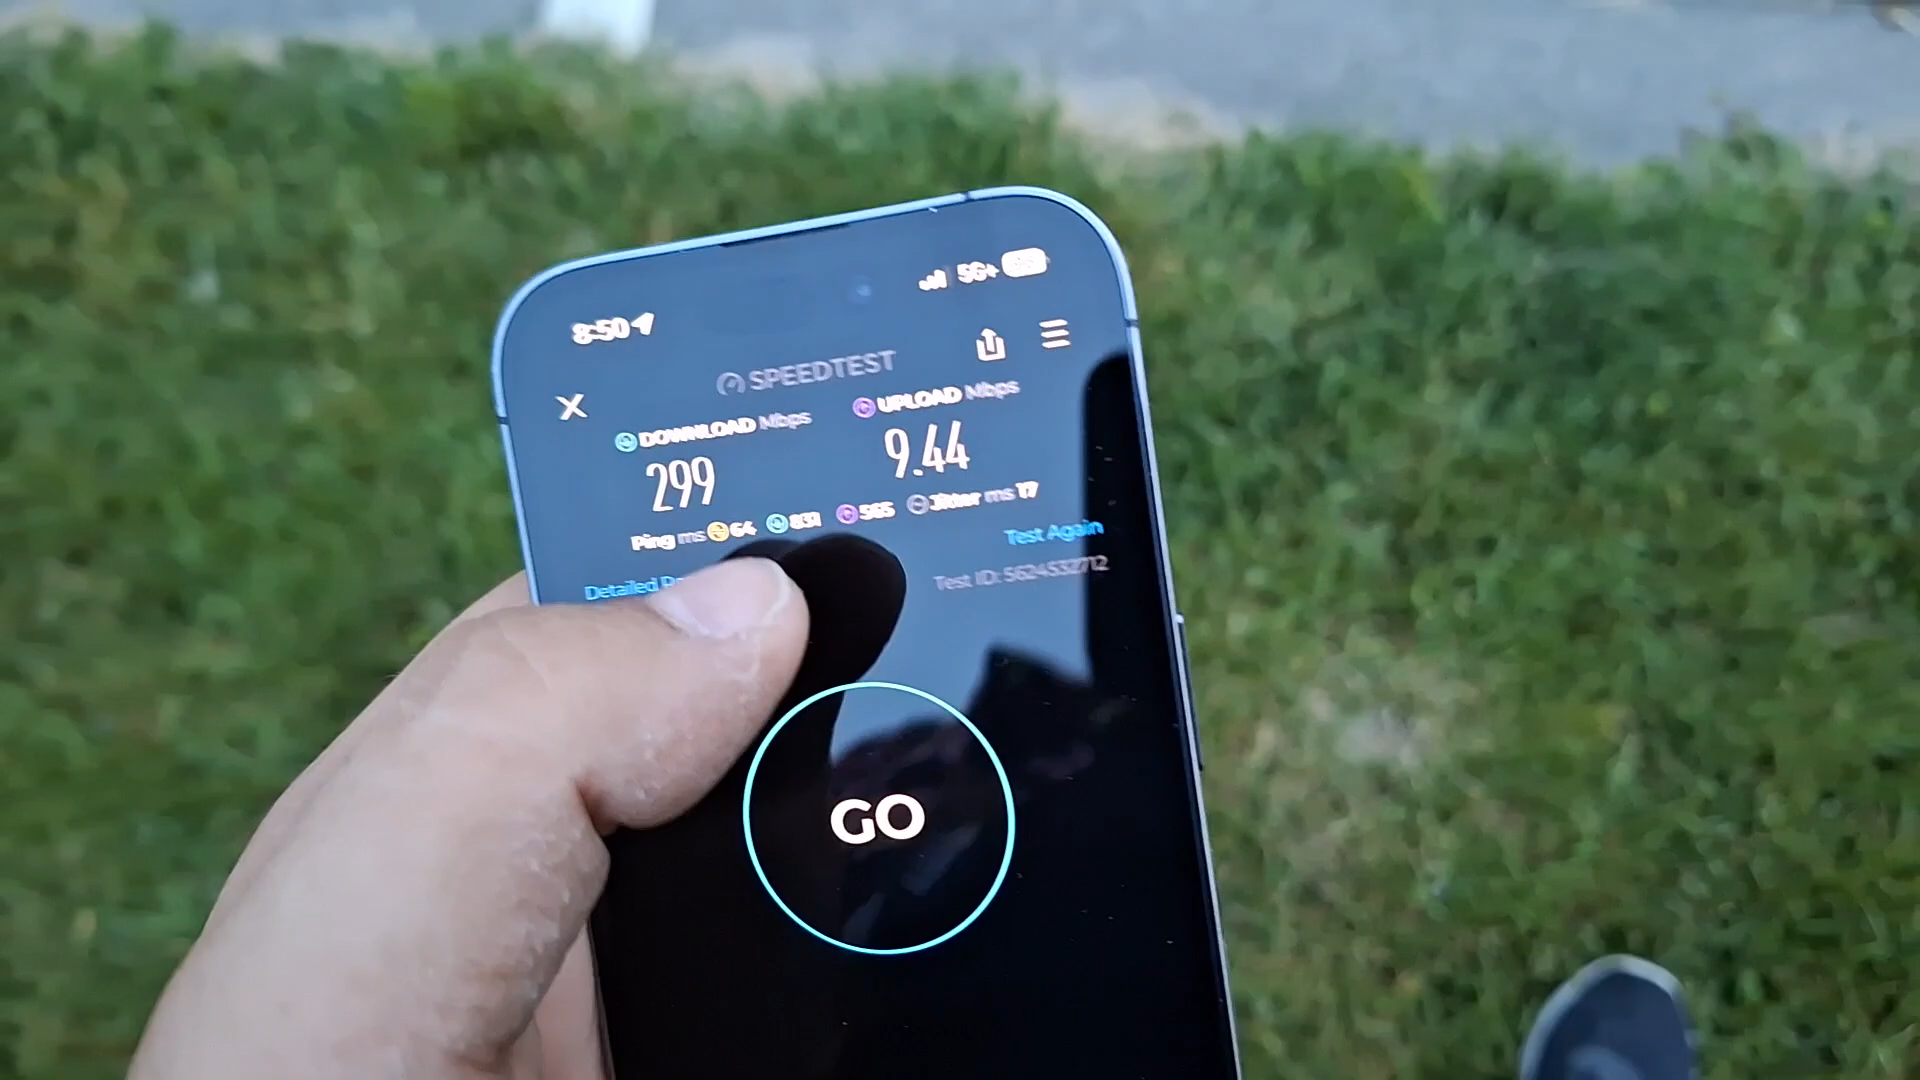 8:50
5G+
SPEEDTEST
DOWNLOAD Mbps
UPLOAD Mbps
299
9.44
Ping ms 64 831 565 Jitter ms 17
Detailed
Test Again
Test ID: 5624532712
GO